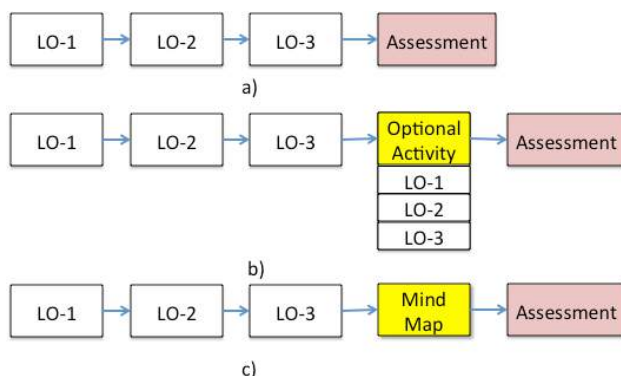 LO-1 LO-2 LO-3 Assessment
a)
LO-1 LO-2 LO-3 Optional Activity Assessment
LO-1
LO-2
LO-3
b)
LO-1 LO-2 LO-3 Mind Map Assessment
c)